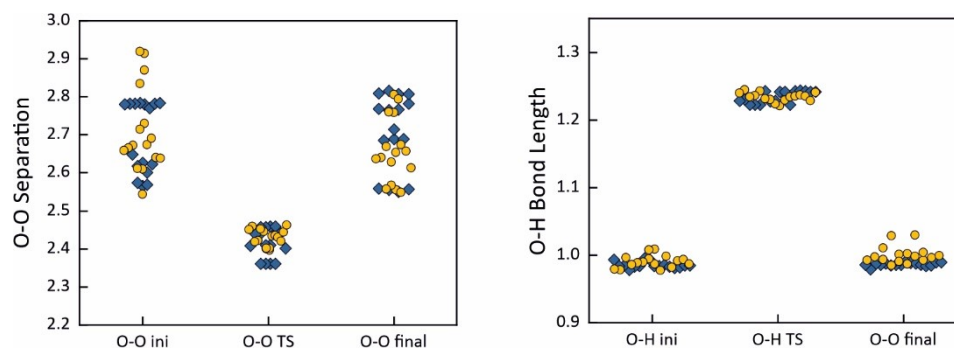 O-O Separation
3.0
2.9
2.8
2.7
2.6
2.5
2.4
2.3
2.2
O-O ini
O-O TS
O-O final
O-H Bond Length
1.3
1.2
1.1
1.0
0.9
O-H ini
O-H TS
O-O final